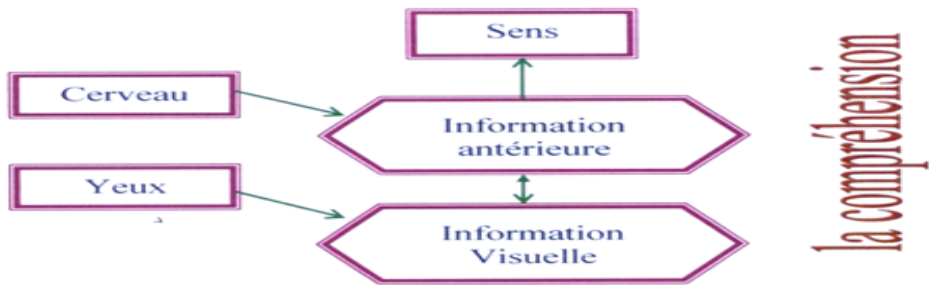 Sens
Cerveau
Information
antérieure
Yeux
Information
Visuelle
la compréhension